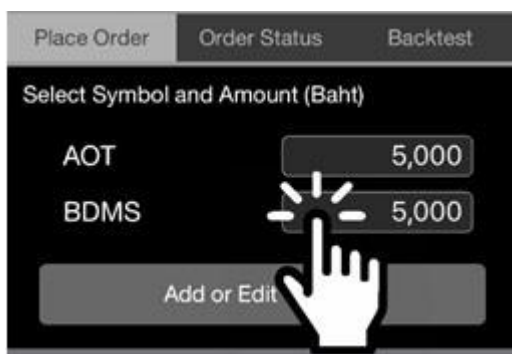 Place Order Order Status Backtest
Select Symbol and Amount (Baht)
AOT 5,000
BDMS 5,000
Add or Edit